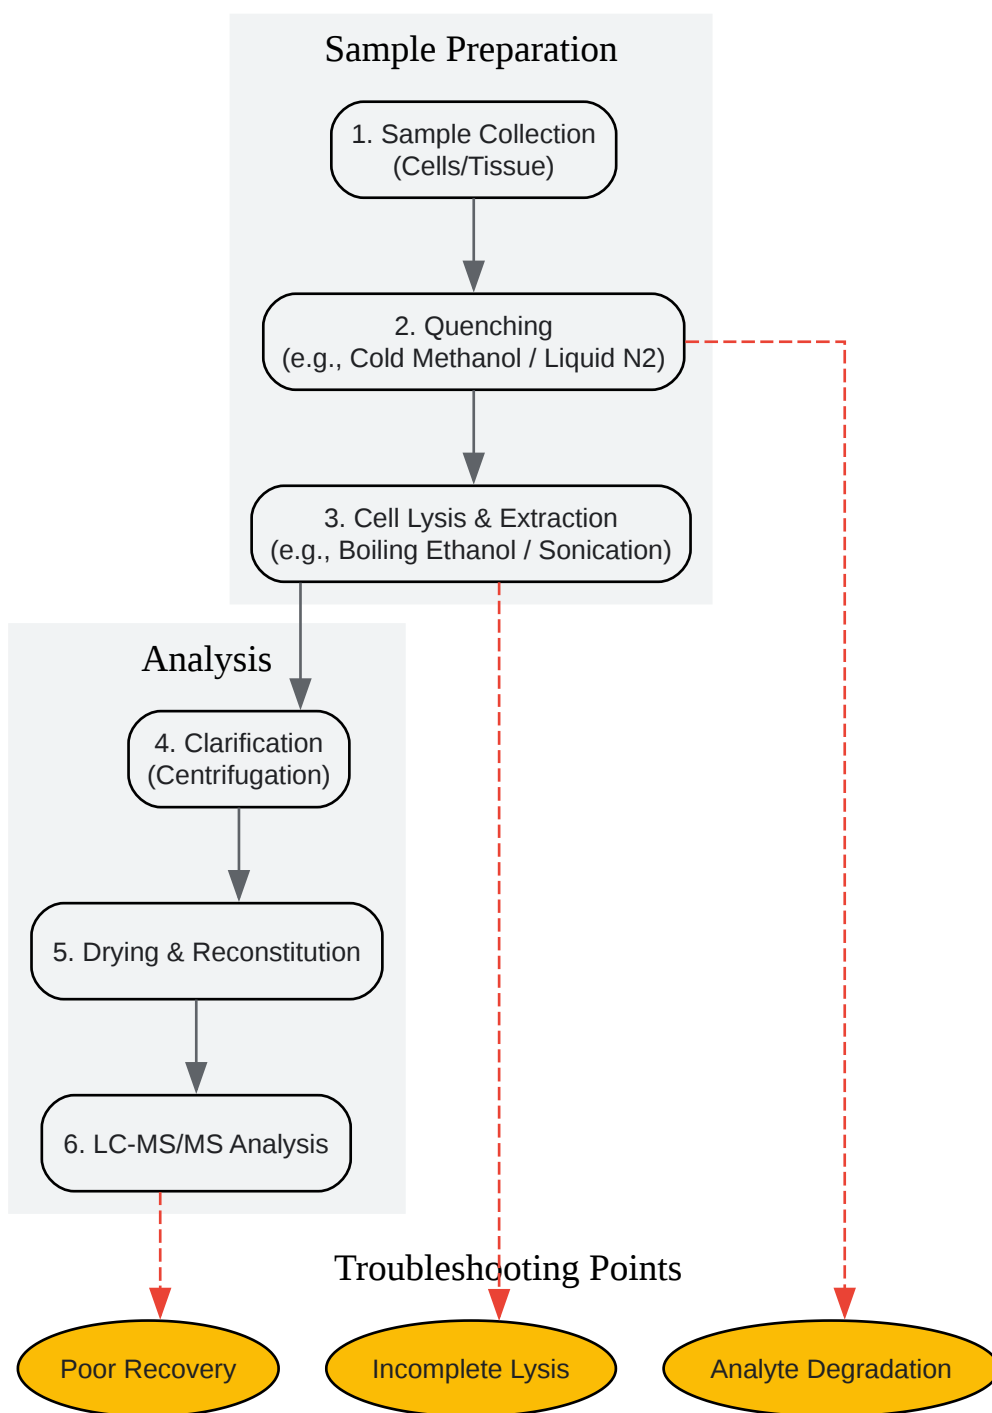 Sample Preparation
1. Sample Collection
(Cells/Tissue)
2. Quenching
(e.g., Cold Methanol / Liquid N2)
3. Cell Lysis & Extraction
(e.g., Boiling Ethanol / Sonication)
Analysis
4. Clarification
(Centrifugation)
5. Drying & Reconstitution
6. LC-MS/MS Analysis
Troubleshooting Points
Poor Recovery
Incomplete Lysis
Analyte Degradation